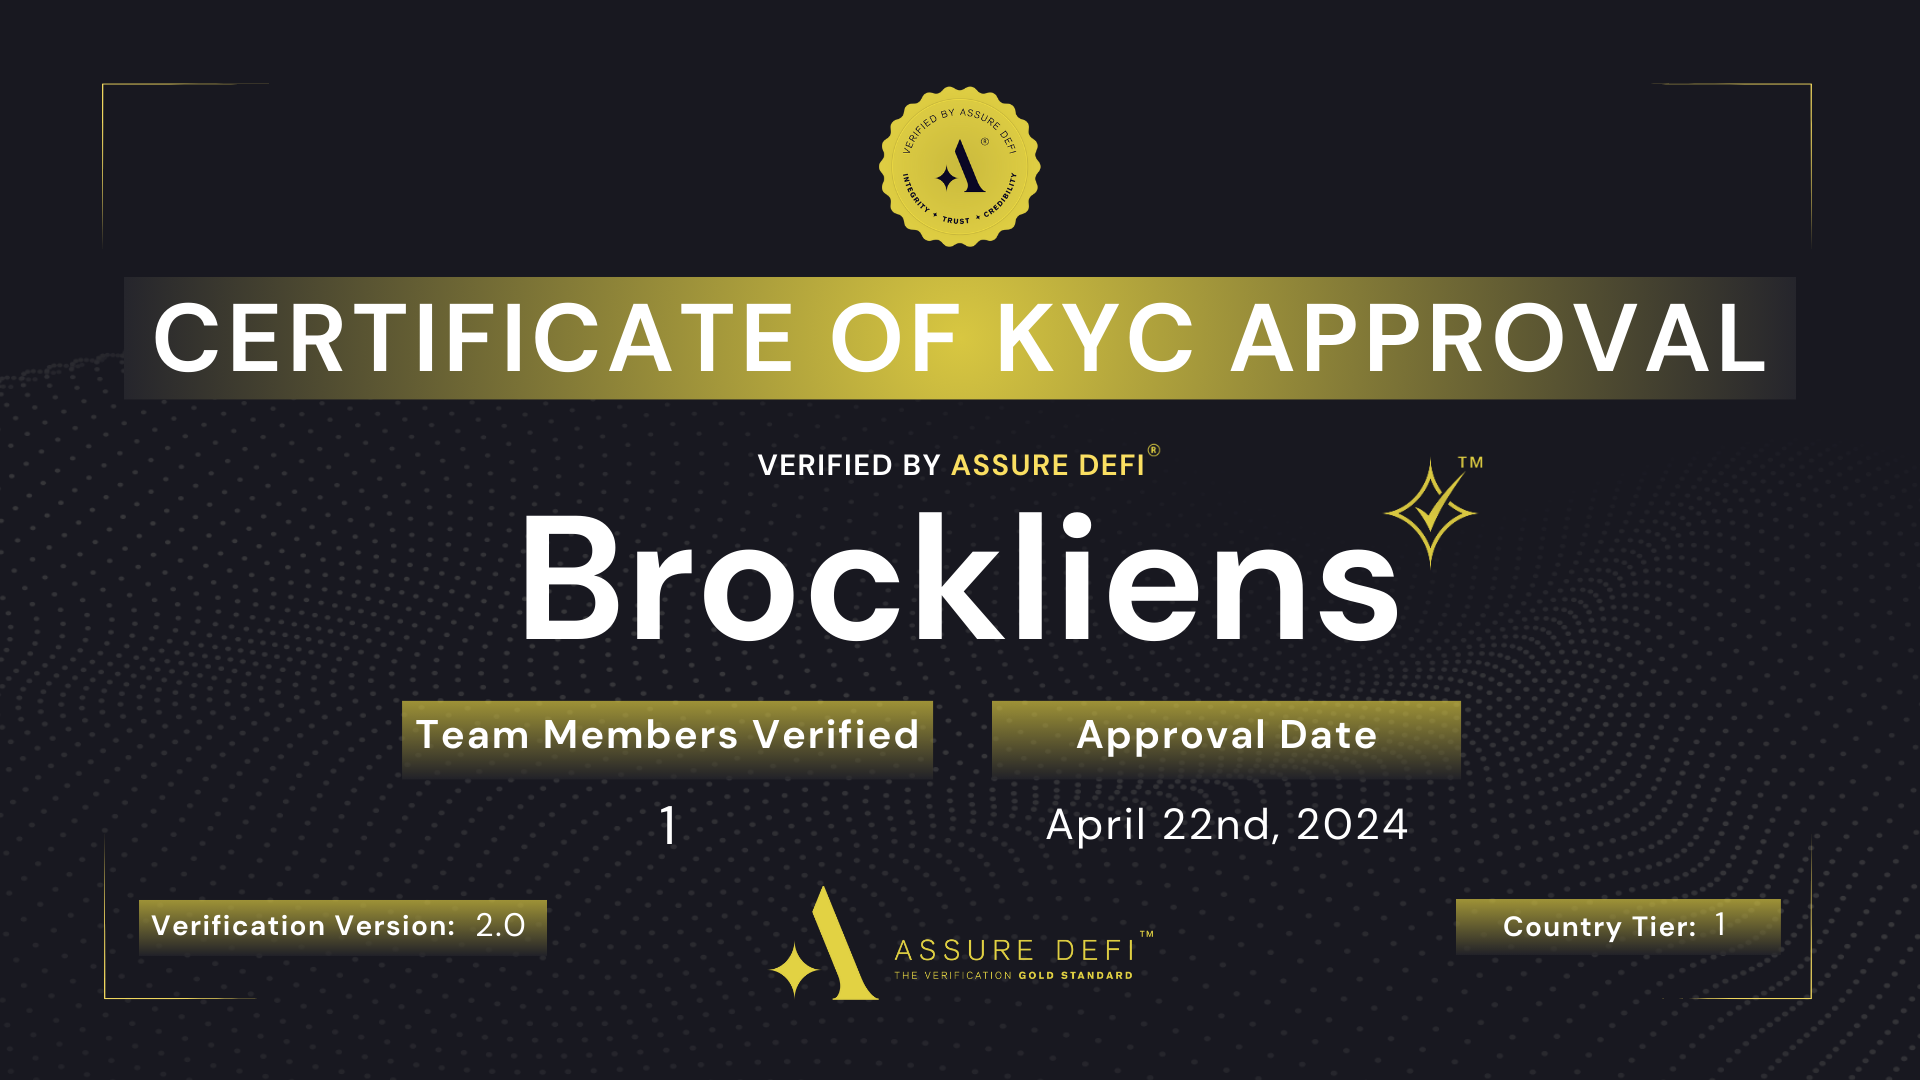 VERIFIED BY ASSURE DEFI
A ®
INTEGRITY ✦ TRUST ✦ CREDIBILITY
CERTIFICATE OF KYC APPROVAL
VERIFIED BY ASSURE DEFI®
TM
Brockliens
Team Members Verified
Approval Date
1
April 22nd, 2024
Verification Version: 2.0
ASSURE DEFI™
THE VERIFICATION GOLD STANDARD
Country Tier: 1